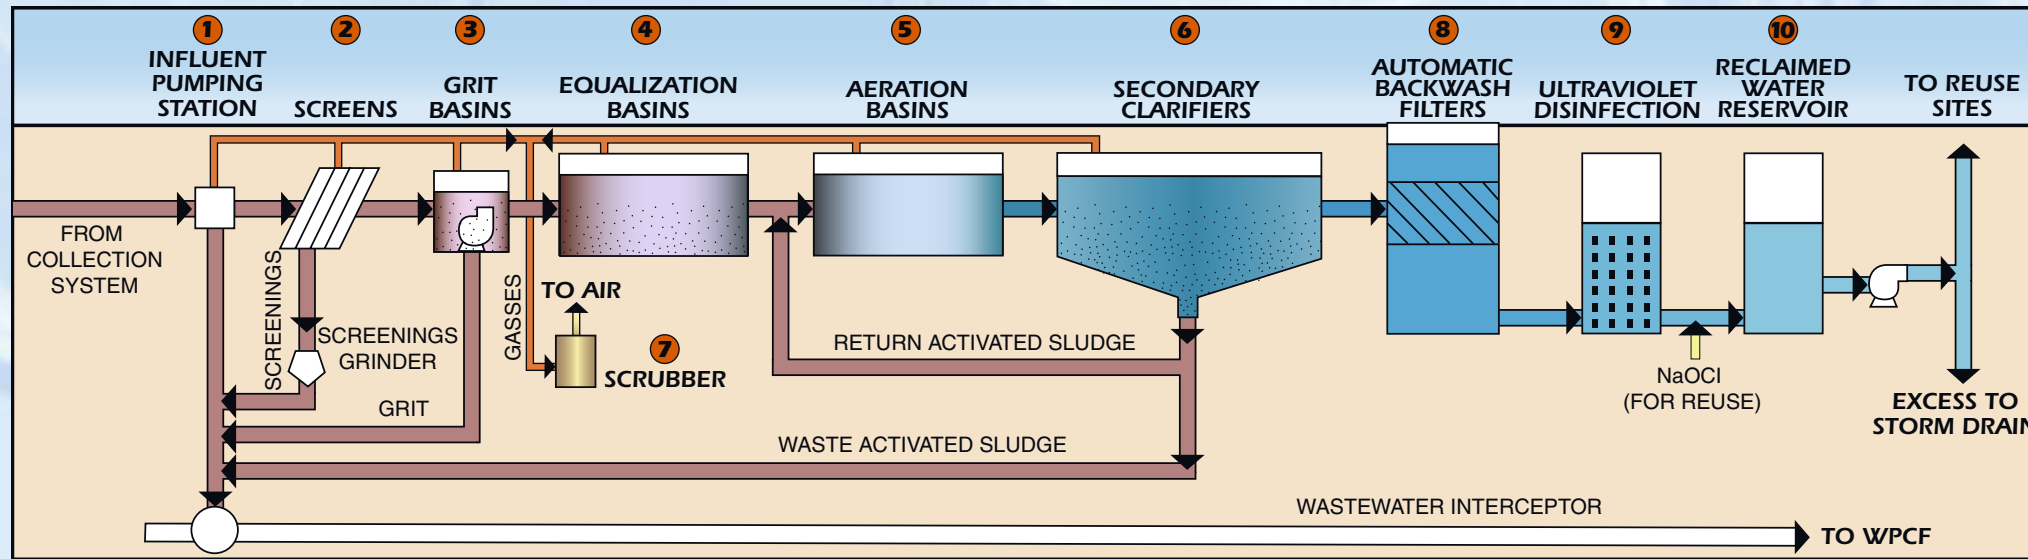 1
INFLUENT
PUMPING
STATION
2
SCREENS
3
GRIT
BASINS
4
EQUALIZATION
BASINS
5
AERATION
BASINS
6
SECONDARY
CLARIFIERS
8
AUTOMATIC
BACKWASH
FILTERS
9
ULTRAVIOLET
DISINFECTION
10
RECLAIMED
WATER
RESERVOIR
TO REUSE
SITES
FROM
COLLECTION
SYSTEM
SCREENINGS
SCREENINGS
GRINDER
GRIT
GASSES
TO AIR
7
SCRUBBER
RETURN ACTIVATED SLUDGE
WASTE ACTIVATED SLUDGE
NaOCI
(FOR REUSE)
EXCESS TO
STORM DRAIN
WASTEWATER INTERCEPTOR
TO WPCF